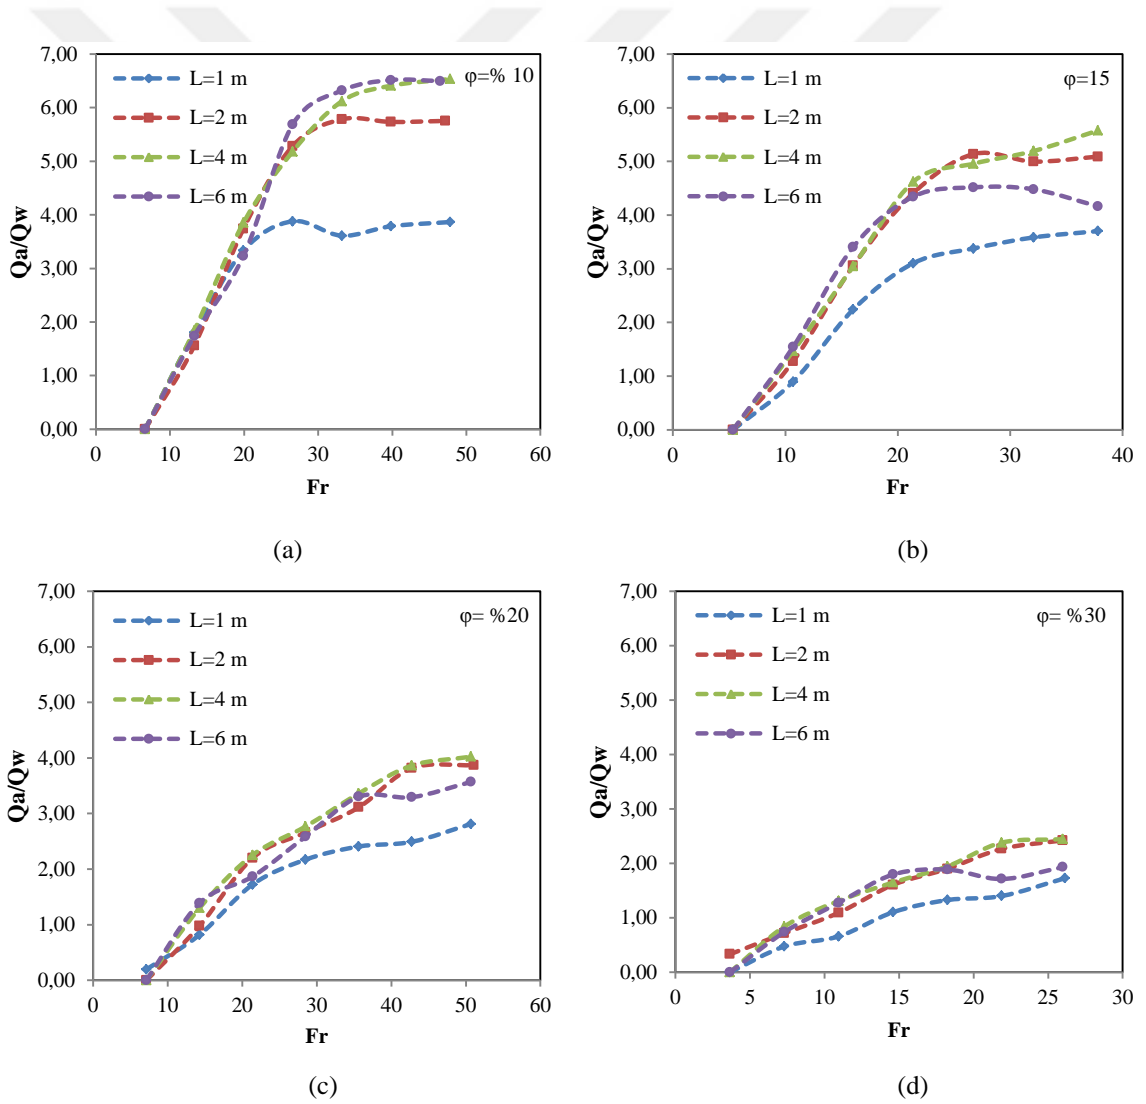 φ=% 10
L=1 m
L=2 m
L=4 m
L=6 m
7,00
6,00
5,00
4,00
3,00
2,00
1,00
0,00
Qa/Qw
0 10 20 30 40 50 60
Fr
(a)
φ=15
L=1 m
L=2 m
L=4 m
L=6 m
7,00
6,00
5,00
4,00
3,00
2,00
1,00
0,00
Qa/Qw
0 10 20 30 40
Fr
(b)
φ= %20
L=1 m
L=2 m
L=4 m
L=6 m
7,00
6,00
5,00
4,00
3,00
2,00
1,00
0,00
Qa/Qw
0 10 20 30 40 50 60
Fr
(c)
φ= %30
L=1 m
L=2 m
L=4 m
L=6 m
7,00
6,00
5,00
4,00
3,00
2,00
1,00
0,00
Qa/Qw
0 5 10 15 20 25 30
Fr
(d)